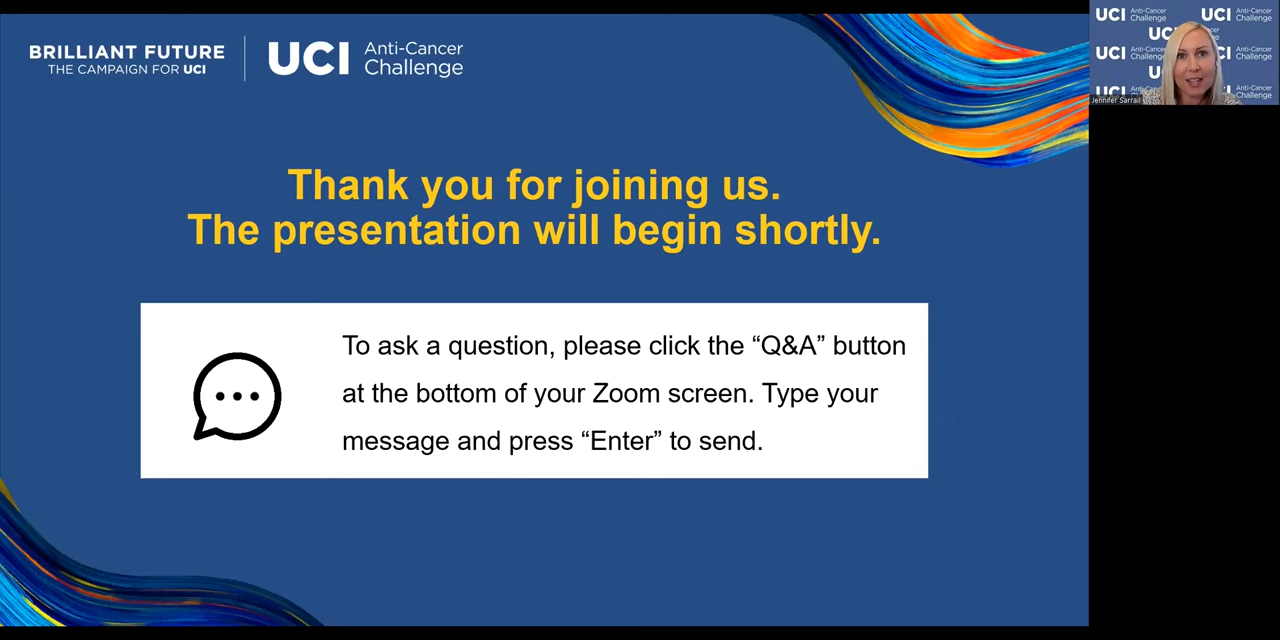 BRILLIANT FUTURE
THE CAMPAIGN FOR UCI
UCI Anti-Cancer
Challenge
Thank you for joining us.
The presentation will begin shortly.
To ask a question, please click the “Q&A” button
at the bottom of your Zoom screen. Type your
message and press “Enter” to send.
UCI Anti-Cancer
Challenge
UCI Anti-Cancer
Challenge
UCI
UCI Anti-Cancer
Challenge
Anti-Cancer
Challenge
UCI
Anti-Cancer
Challenge
Jennifer Sarrail